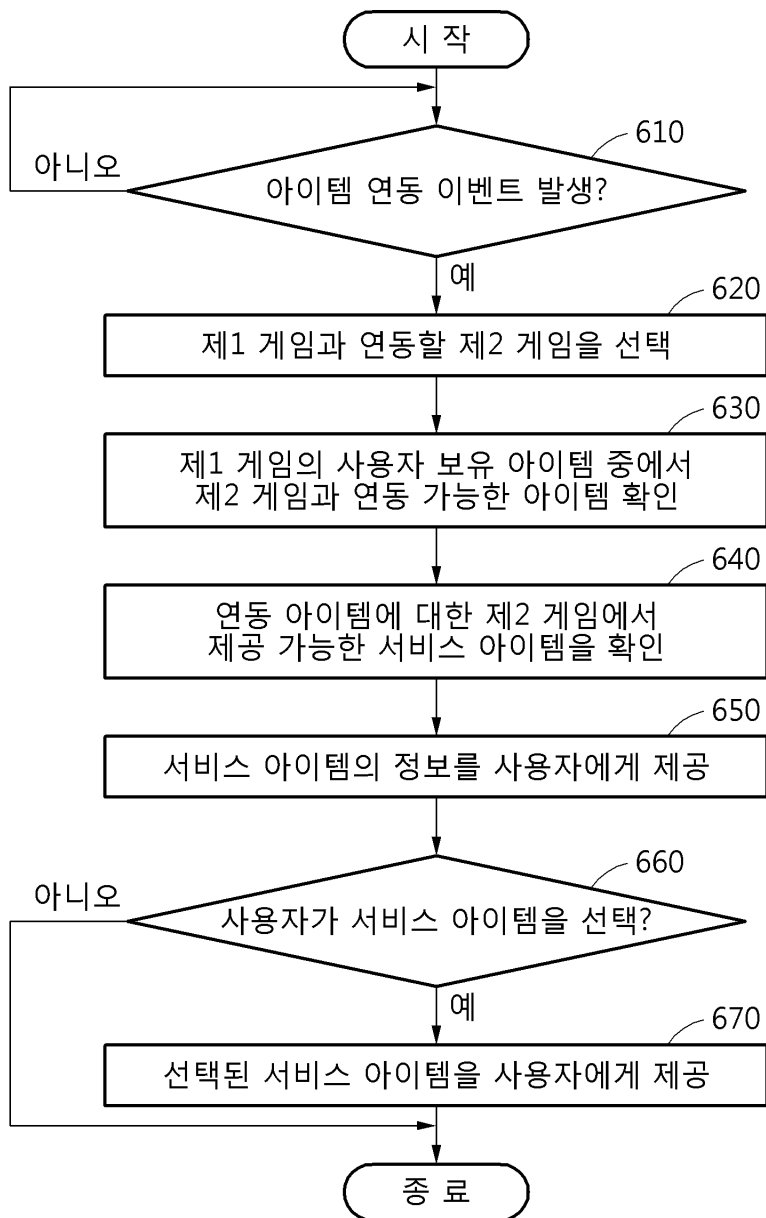 시 작
610
아니오
아이템 연동 이벤트 발생?
예
620
제1 게임과 연동할 제2 게임을 선택
630
제1 게임의 사용자 보유 아이템 중에서
제2 게임과 연동 가능한 아이템 확인
640
연동 아이템에 대한 제2 게임에서
제공 가능한 서비스 아이템을 확인
650
서비스 아이템의 정보를 사용자에게 제공
660
아니오
사용자가 서비스 아이템을 선택?
예
670
선택된 서비스 아이템을 사용자에게 제공
종 료